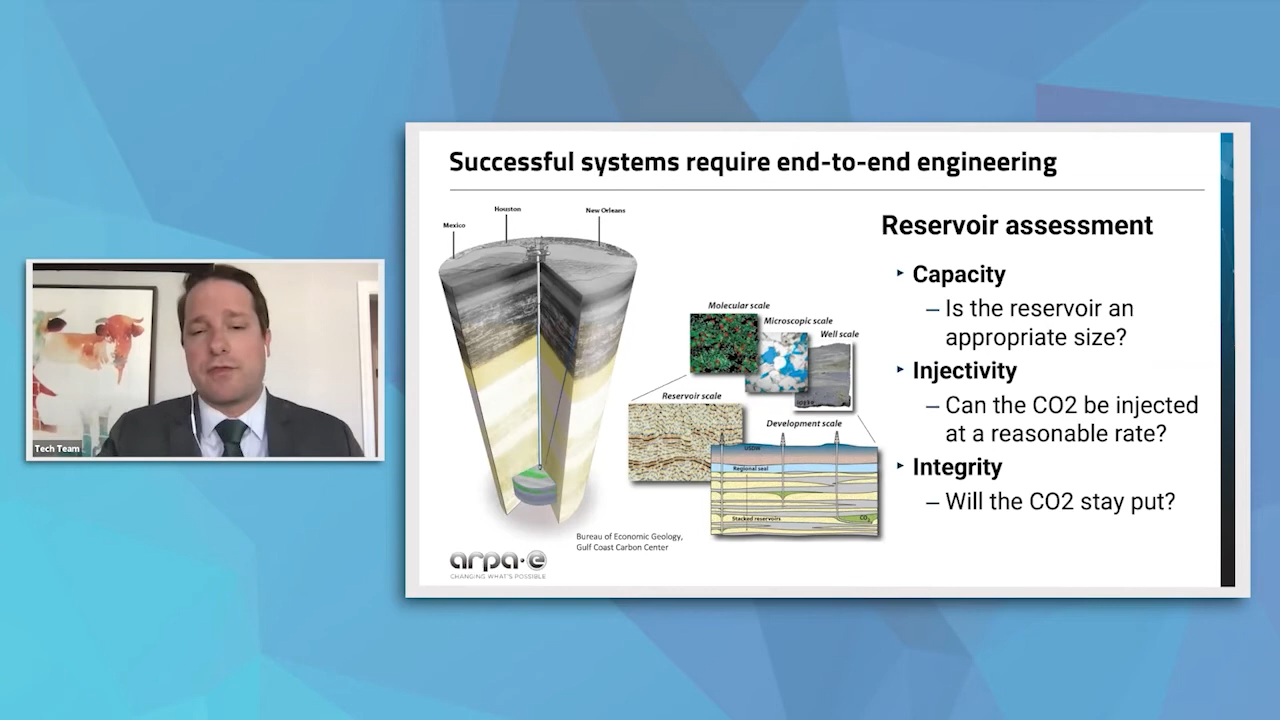 Successful systems require end-to-end engineering
Houston
New Orleans
Mexico
Reservoir assessment
‣ Capacity
– Is the reservoir an
appropriate size?
‣ Injectivity
– Can the CO2 be injected
at a reasonable rate?
‣ Integrity
– Will the CO2 stay put?
Molecular scale
Microscopic scale
Well scale
Reservoir scale
Development scale
USDW
Regional seal
Stacked reservoirs
CO2
Bureau of Economic Geology,
Gulf Coast Carbon Center
arpa·e
CHANGING WHAT'S POSSIBLE
Tech Team